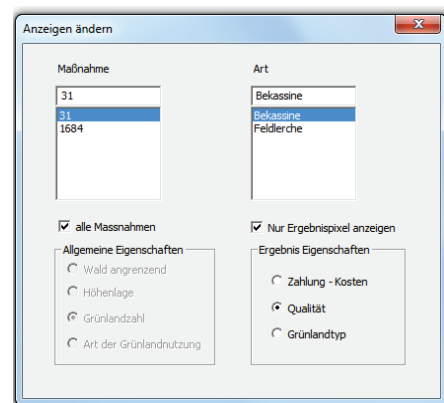 Anzeigen ändern
Maßnahme
Art
31
Bekassine
31
1684
Bekassine
Feldlerche
alle Massnahmen
Nur Ergebnispixel anzeigen
Allgemeine Eigenschaften
Wald angrenzend
Höhenlage
Grünlandzahl
Art der Grünlandnutzung
Ergebnis Eigenschaften
Zahlung - Kosten
Qualität
Grünlandtyp